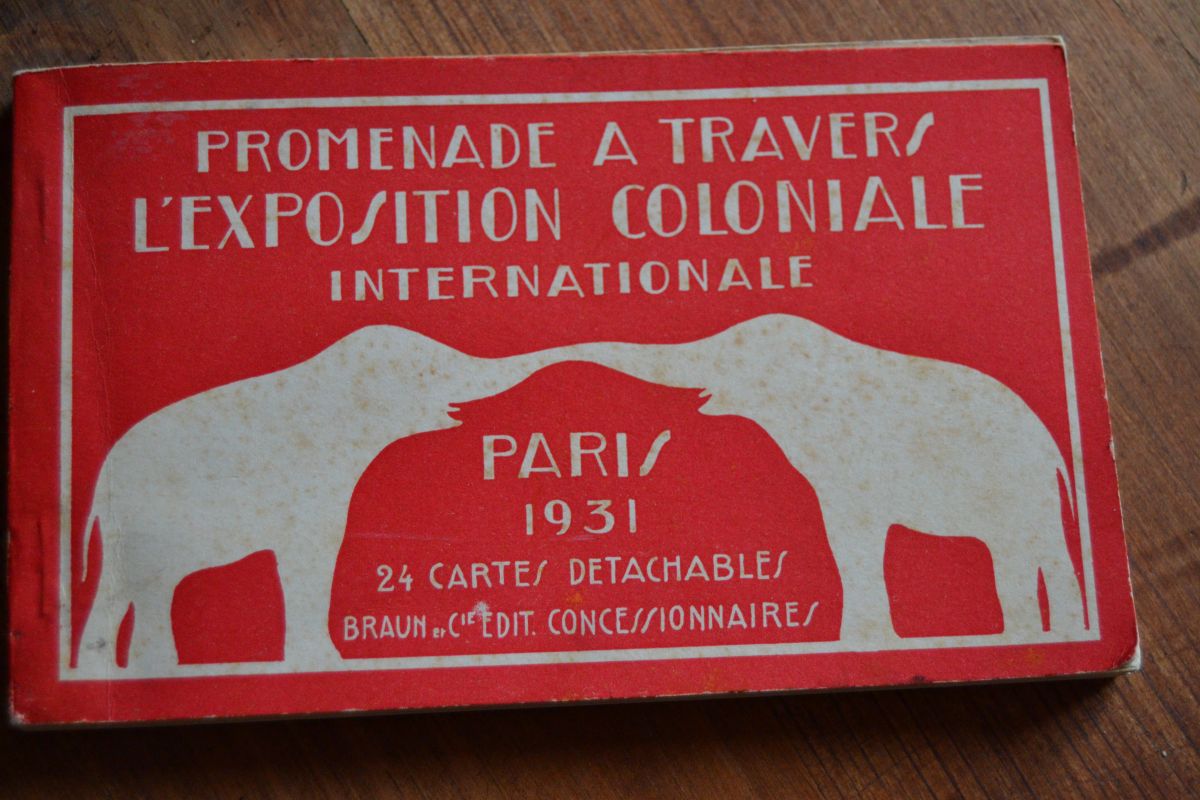 PROMENADE A TRAVERS
L'EXPOSITION COLONIALE
INTERNATIONALE
PARIS
1931
24 CARTES DETACHABLES
BRAUN ET CIE EDIT. CONCESSIONNAIRES